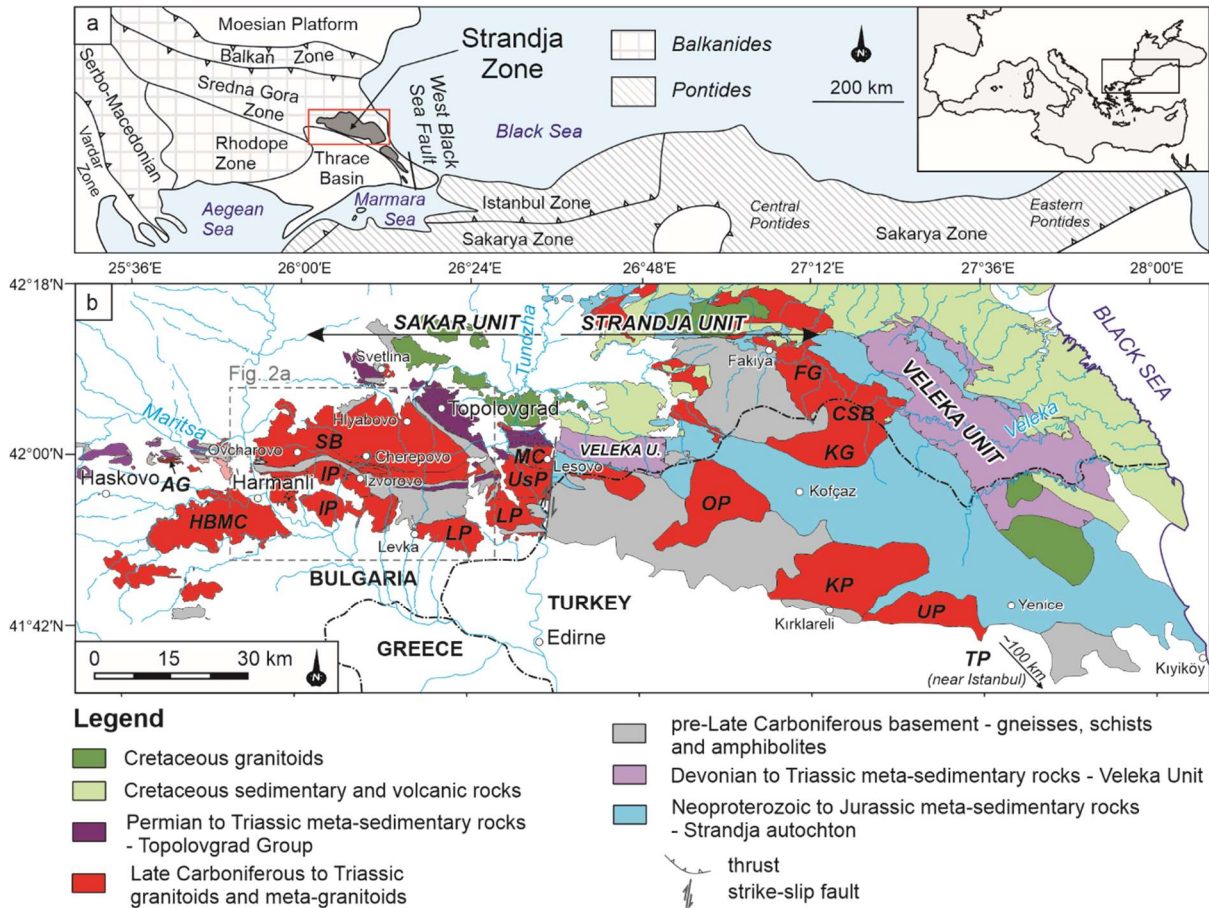 a
Moesian Platform
Balkan Zone
Strandja
Zone
Sredna Gora
Zone
Serbo-Macedonian
Vardar Zone
Rhodope
Zone
Thrace
Basin
West Black
Sea Fault
Black Sea
Aegean
Sea
Marmara
Sea
Istanbul Zone
Sakarya Zone
Central
Pontides
Eastern
Pontides
Sakarya Zone
Balkanides
Pontides
N
200 km
25°36'E
26°00'E
26°24'E
26°48'E
27°12'E
27°36'E
28°00'E
42°18'N
42°00'N
41°42'N
b
SAKAR UNIT
STRANDJA UNIT
Tundzha
BLACK SEA
Svetlina
Fakiya
FG
VELEKA UNIT
Fig. 2a
Maritsa
Topolovgrad
Hlyabovo
CSB
Veleka
SB
Ovcharovo
Cherepovo
MC
VELEKA U.
Lesovo
KG
Haskovo
AG
Harmanli
IP
Izvorovo
UsP
OP
Kofçaz
HBMC
IP
LP
LP
Levka
BULGARIA
TURKEY
KP
Kırklareli
UP
Yenice
GREECE
Edirne
TP
(near Istanbul)
~100 km
Kıyiköy
0 15 30 km
N
Legend
Cretaceous granitoids
Cretaceous sedimentary and volcanic rocks
Permian to Triassic meta-sedimentary rocks
- Topolovgrad Group
Late Carboniferous to Triassic
granitoids and meta-granitoids
pre-Late Carboniferous basement - gneisses, schists
and amphibolites
Devonian to Triassic meta-sedimentary rocks - Veleka Unit
Neoproterozoic to Jurassic meta-sedimentary rocks
- Strandja autochton
thrust
strike-slip fault